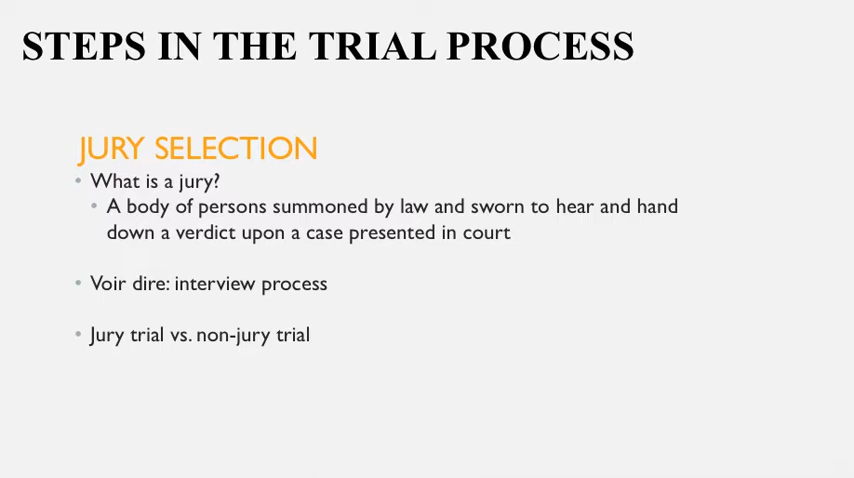 STEPS IN THE TRIAL PROCESS
JURY SELECTION
• What is a jury?
• A body of persons summoned by law and sworn to hear and hand
down a verdict upon a case presented in court
• Voir dire: interview process
• Jury trial vs. non-jury trial